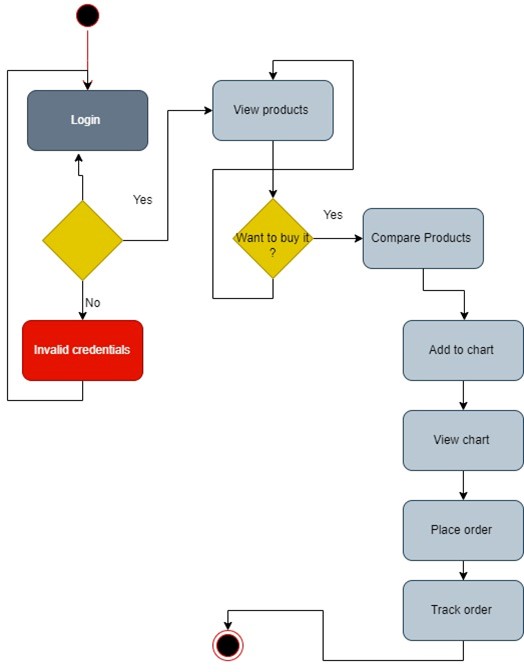 Login
View products
Yes
Want to buy it
?
Yes
Compare Products
No
Invalid credentials
Add to chart
View chart
Place order
Track order